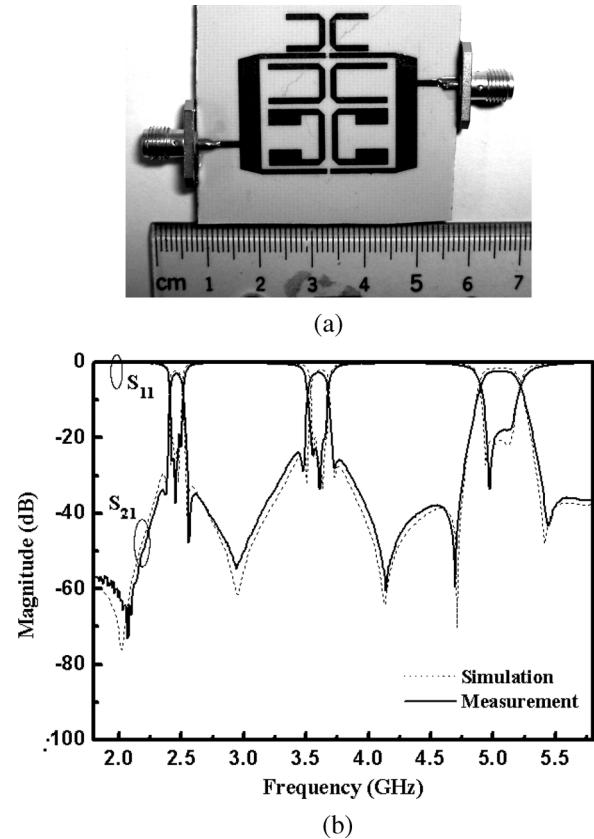 cm 1 2 3 4 5 6 7
(a)
0
-20
-40
-60
-80
-100
Magnitude (dB)
S11
S21
Simulation
Measurement
2.0 2.5 3.0 3.5 4.0 4.5 5.0 5.5
Frequency (GHz)
(b)